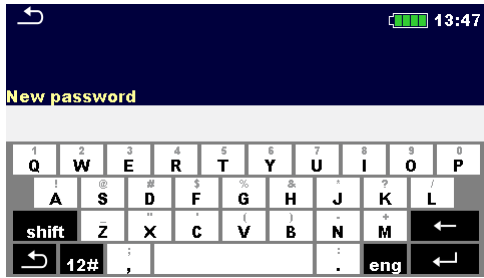 13:47
New password
1 2 3 4 5 6 7 8 9 0
Q W E R T Y U I O P
! @ # $ % & * ? /
A S D F G H J K L
_ " ' ( ) - +
shift Z X C V B N M
; :
12# , . eng